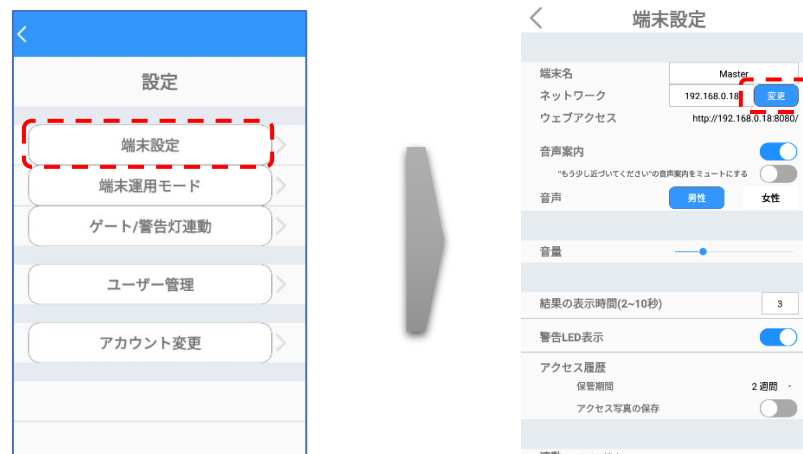 設定
端末設定
端末運用モード
ゲート/警告灯連動
ユーザー管理
アカウント変更
端末設定
端末名 Master
ネットワーク 192.168.0.18 変更
ウェブアクセス http://192.168.0.18:8080/
音声案内
"もう少し近づいてください"の音声案内をミュートにする
音声 男性 女性
音量
結果の表示時間(2~10秒) 3
警告LED表示
アクセス履歴
保管期間 2 週間
アクセス写真の保存